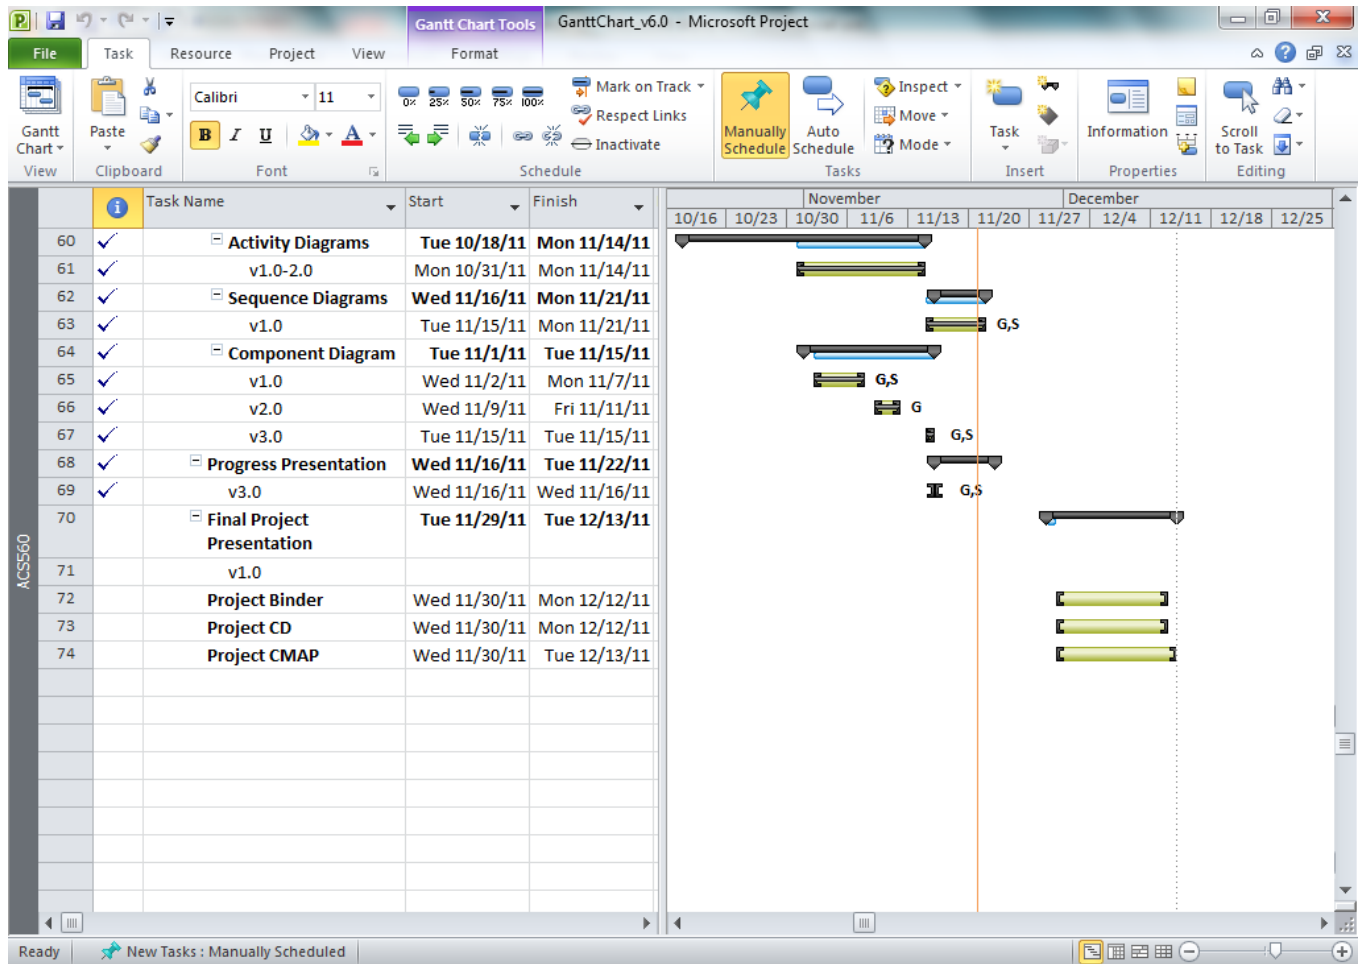 Gantt Chart Tools GanttChart_v6.0 - Microsoft Project
File Task Resource Project View Format
Calibri 11 0% 25% 50% 75% 100% Mark on Track Inspect
Respect Links Move
Gantt Chart Paste B I U A Inactivate Manually Schedule Auto Schedule Mode Task Information Scroll to Task
View Clipboard Font Schedule Tasks Insert Properties Editing
Task Name Start Finish November December
10/16 10/23 10/30 11/6 11/13 11/20 11/27 12/4 12/11 12/18 12/25
60 Activity Diagrams Tue 10/18/11 Mon 11/14/11
61 v1.0-2.0 Mon 10/31/11 Mon 11/14/11
62 Sequence Diagrams Wed 11/16/11 Mon 11/21/11
63 v1.0 Tue 11/15/11 Mon 11/21/11 G,S
64 Component Diagram Tue 11/1/11 Tue 11/15/11
65 v1.0 Wed 11/2/11 Mon 11/7/11 G,S
66 v2.0 Wed 11/9/11 Fri 11/11/11 G
67 v3.0 Tue 11/15/11 Tue 11/15/11 G,S
68 Progress Presentation Wed 11/16/11 Tue 11/22/11
69 v3.0 Wed 11/16/11 Wed 11/16/11 G,S
70 Final Project Tue 11/29/11 Tue 12/13/11
Presentation
71 v1.0
72 Project Binder Wed 11/30/11 Mon 12/12/11
73 Project CD Wed 11/30/11 Mon 12/12/11
74 Project CMAP Wed 11/30/11 Tue 12/13/11
ACS560
Ready New Tasks : Manually Scheduled